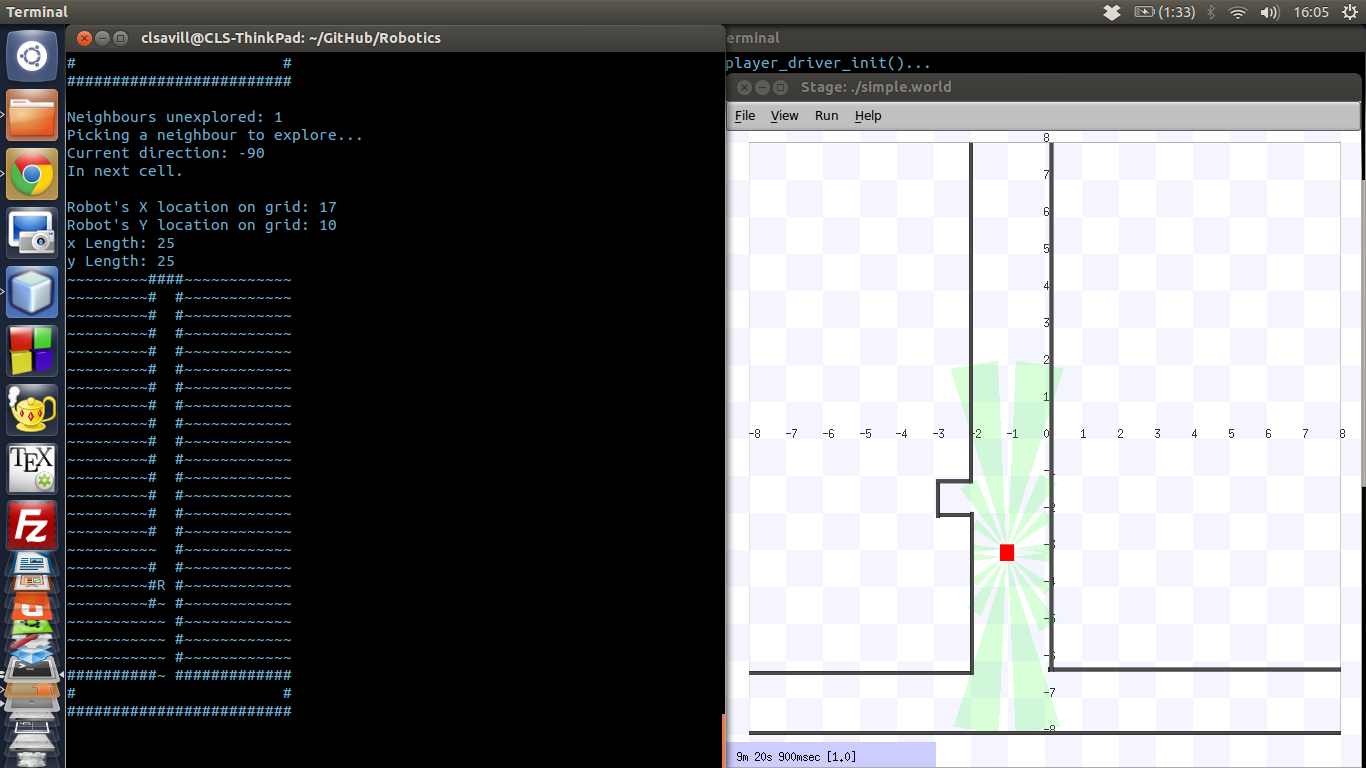 Terminal
(1:33)
16:05
clsavill@CLS-ThinkPad: ~/GitHub/Robotics
#                       #
#########################
Neighbours unexplored: 1
Picking a neighbour to explore...
Current direction: -90
In next cell.
Robot's X location on grid: 17
Robot's Y location on grid: 10
x Length: 25
y Length: 25
~~~~~~~~~####~~~~~~~~~~~~
~~~~~~~~~#  #~~~~~~~~~~~~
~~~~~~~~~#  #~~~~~~~~~~~~
~~~~~~~~~#  #~~~~~~~~~~~~
~~~~~~~~~#  #~~~~~~~~~~~~
~~~~~~~~~#  #~~~~~~~~~~~~
~~~~~~~~~#  #~~~~~~~~~~~~
~~~~~~~~~#  #~~~~~~~~~~~~
~~~~~~~~~#  #~~~~~~~~~~~~
~~~~~~~~~#  #~~~~~~~~~~~~
~~~~~~~~~#  #~~~~~~~~~~~~
~~~~~~~~~#  #~~~~~~~~~~~~
~~~~~~~~~#  #~~~~~~~~~~~~
~~~~~~~~~#  #~~~~~~~~~~~~
~~~~~~~~~#  #~~~~~~~~~~~~
~~~~~~~~~~  #~~~~~~~~~~~~
~~~~~~~~~#  #~~~~~~~~~~~~
~~~~~~~~~#R #~~~~~~~~~~~~
~~~~~~~~~#~ #~~~~~~~~~~~~
~~~~~~~~~~~ #~~~~~~~~~~~~
~~~~~~~~~~~ #~~~~~~~~~~~~
~~~~~~~~~~~ #~~~~~~~~~~~~
##########~ #############
#                       #
#########################
erminal
player_driver_init()...
Stage: ./simple.world
File View Run Help
8
7
6
5
4
3
2
1
-8 -7 -6 -5 -4 -3 -2 -1 0 1 2 3 4 5 6 7 8
-1
-2
-3
-4
-5
-6
-7
-8
9m 20s 900msec [1.0]
TEX
Fz